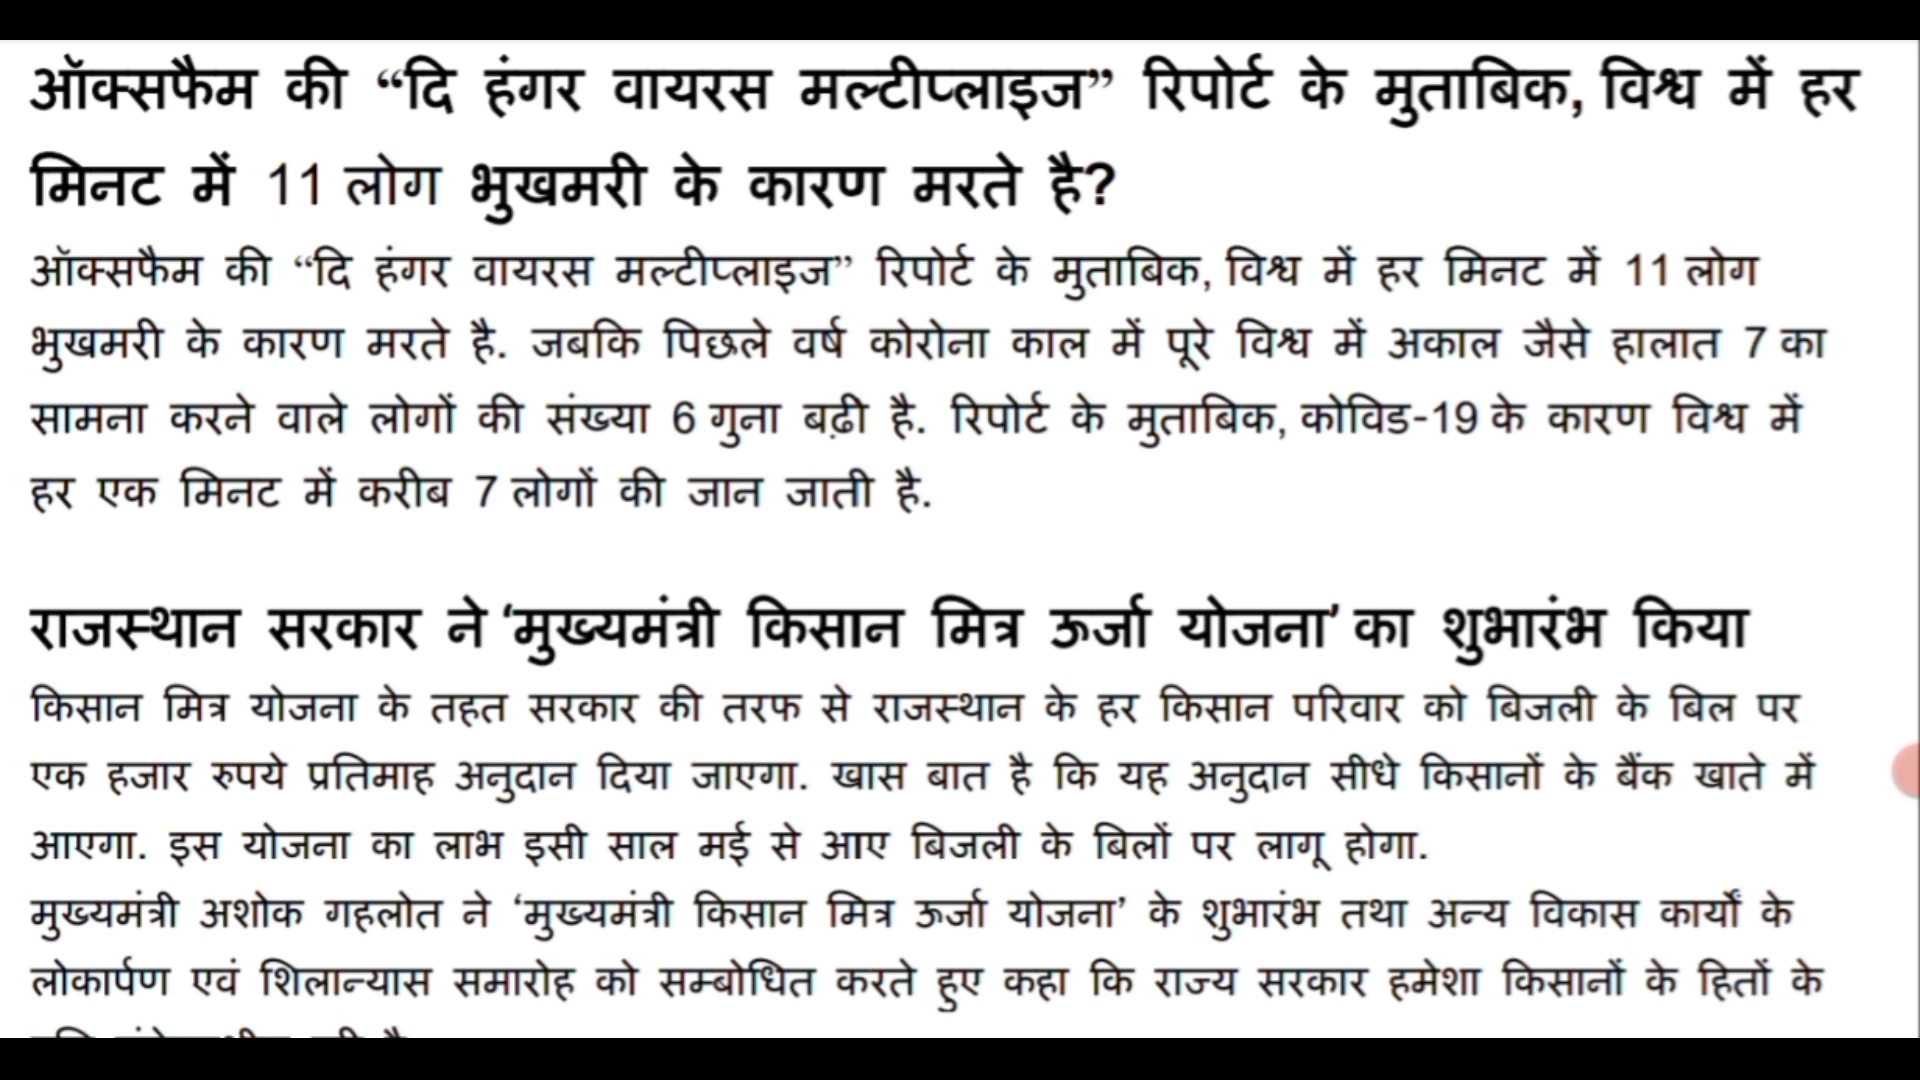 ऑक्सफैम की “दि हंगर वायरस मल्टीप्लाइज” रिपोर्ट के मुताबिक, विश्व में हर
मिनट में 11 लोग भुखमरी के कारण मरते है?
ऑक्सफैम की “दि हंगर वायरस मल्टीप्लाइज” रिपोर्ट के मुताबिक, विश्व में हर मिनट में 11 लोग
भुखमरी के कारण मरते है. जबकि पिछले वर्ष कोरोना काल में पूरे विश्व में अकाल जैसे हालात 7 का
सामना करने वाले लोगों की संख्या 6 गुना बढ़ी है. रिपोर्ट के मुताबिक, कोविड-19 के कारण विश्व में
हर एक मिनट में करीब 7 लोगों की जान जाती है.
राजस्थान सरकार ने ‘मुख्यमंत्री किसान मित्र ऊर्जा योजना’ का शुभारंभ किया
किसान मित्र योजना के तहत सरकार की तरफ से राजस्थान के हर किसान परिवार को बिजली के बिल पर
एक हजार रुपये प्रतिमाह अनुदान दिया जाएगा. खास बात है कि यह अनुदान सीधे किसानों के बैंक खाते में
आएगा. इस योजना का लाभ इसी साल मई से आए बिजली के बिलों पर लागू होगा.
मुख्यमंत्री अशोक गहलोत ने ‘मुख्यमंत्री किसान मित्र ऊर्जा योजना’ के शुभारंभ तथा अन्य विकास कार्यों के
लोकार्पण एवं शिलान्यास समारोह को सम्बोधित करते हुए कहा कि राज्य सरकार हमेशा किसानों के हितों के